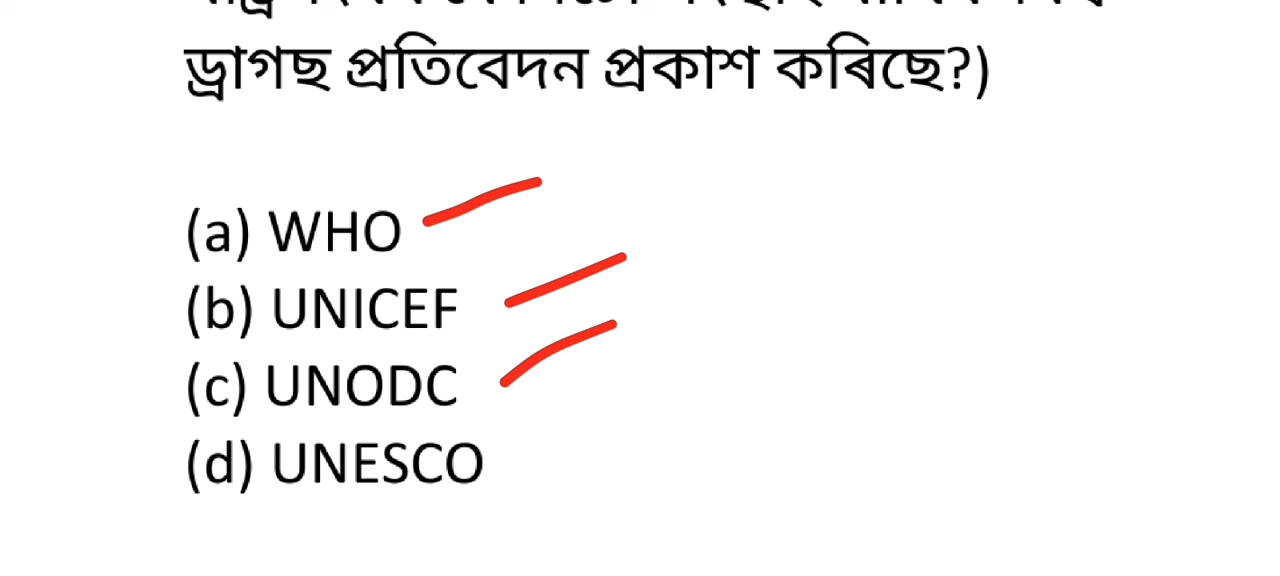 ড্ৰাগছ প্ৰতিবেদন প্ৰকাশ কৰিছে?)
(a) WHO
(b) UNICEF
(c) UNODC
(d) UNESCO